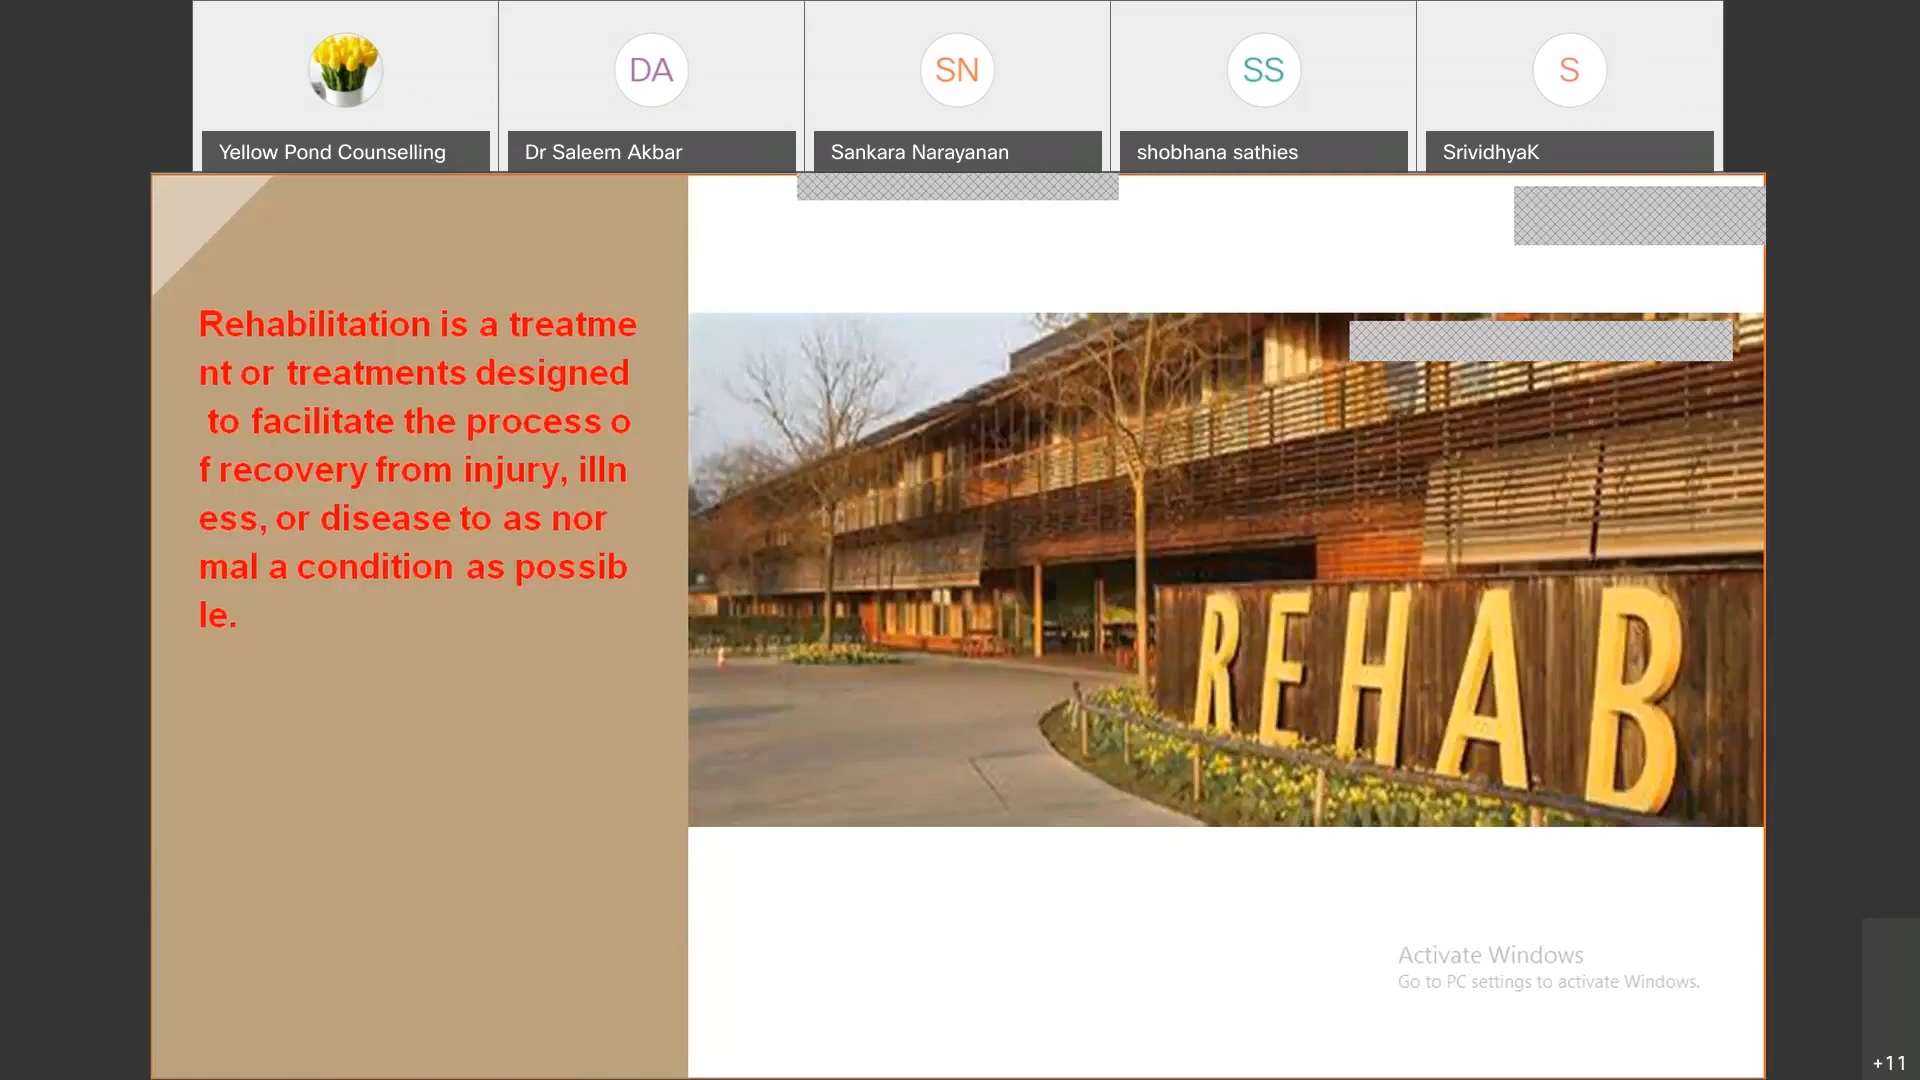 DA
SN
SS
S
Yellow Pond Counselling
Dr Saleem Akbar
Sankara Narayanan
shobhana sathies
SrividhyaK
Rehabilitation is a treatme
nt or treatments designed
to facilitate the process o
f recovery from injury, illn
ess, or disease to as nor
mal a condition as possib
le.
REHAB
Activate Windows
Go to PC settings to activate Windows.
+11